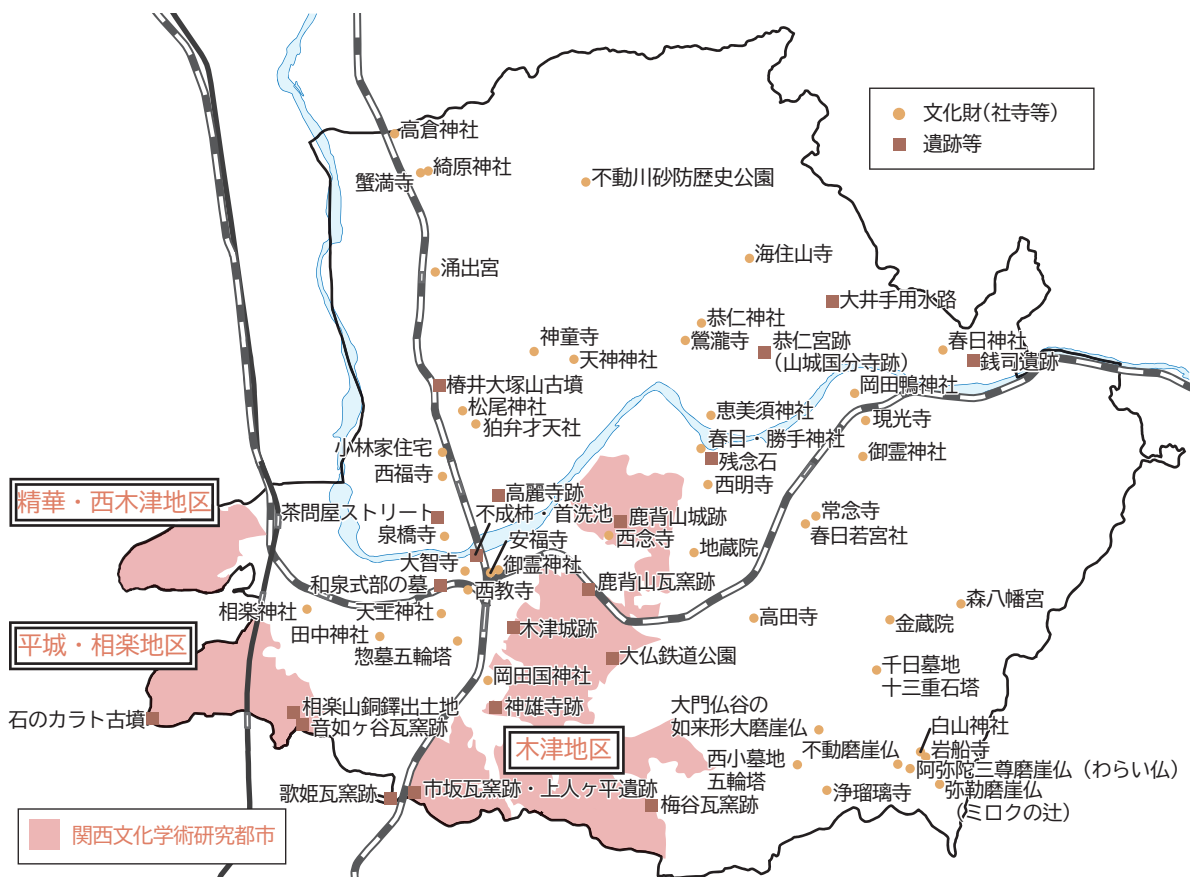 文化財(社寺等)
遺跡等
高倉神社
綺原神社
蟹満寺
不動川砂防歴史公園
涌出宮
海住山寺
大井手用水路
恭仁神社
鶯瀧寺
恭仁宮跡
(山城国分寺跡)
春日神社
銭司遺跡
神童寺
天神神社
岡田鴨神社
椿井大塚山古墳
松尾神社
狛弁才天社
恵美須神社
現光寺
春日・勝手神社
残念石
御霊神社
小林家住宅
西福寺
西明寺
精華・西木津地区
高麗寺跡
茶問屋ストリート
不成柿・首洗池
鹿背山城跡
常念寺
泉橋寺
安福寺
西念寺
春日若宮社
地蔵院
大智寺
御霊神社
和泉式部の墓
西教寺
鹿背山瓦窯跡
相楽神社
天王神社
高田寺
森八幡宮
金蔵院
田中神社
木津城跡
平城・相楽地区
惣墓五輪塔
大仏鉄道公園
岡田国神社
千日墓地
十三重石塔
石のカラト古墳
相楽山銅鐸出土地
音如ヶ谷瓦窯跡
神雄寺跡
大門仏谷の
如来形大磨崖仏
白山神社
岩船寺
木津地区
不動磨崖仏
西小墓地
五輪塔
阿弥陀三尊磨崖仏（わらい仏）
歌姫瓦窯跡
市坂瓦窯跡・上人ヶ平遺跡
梅谷瓦窯跡
浄瑠璃寺
弥勒磨崖仏
(ミロクの辻)
関西文化学術研究都市